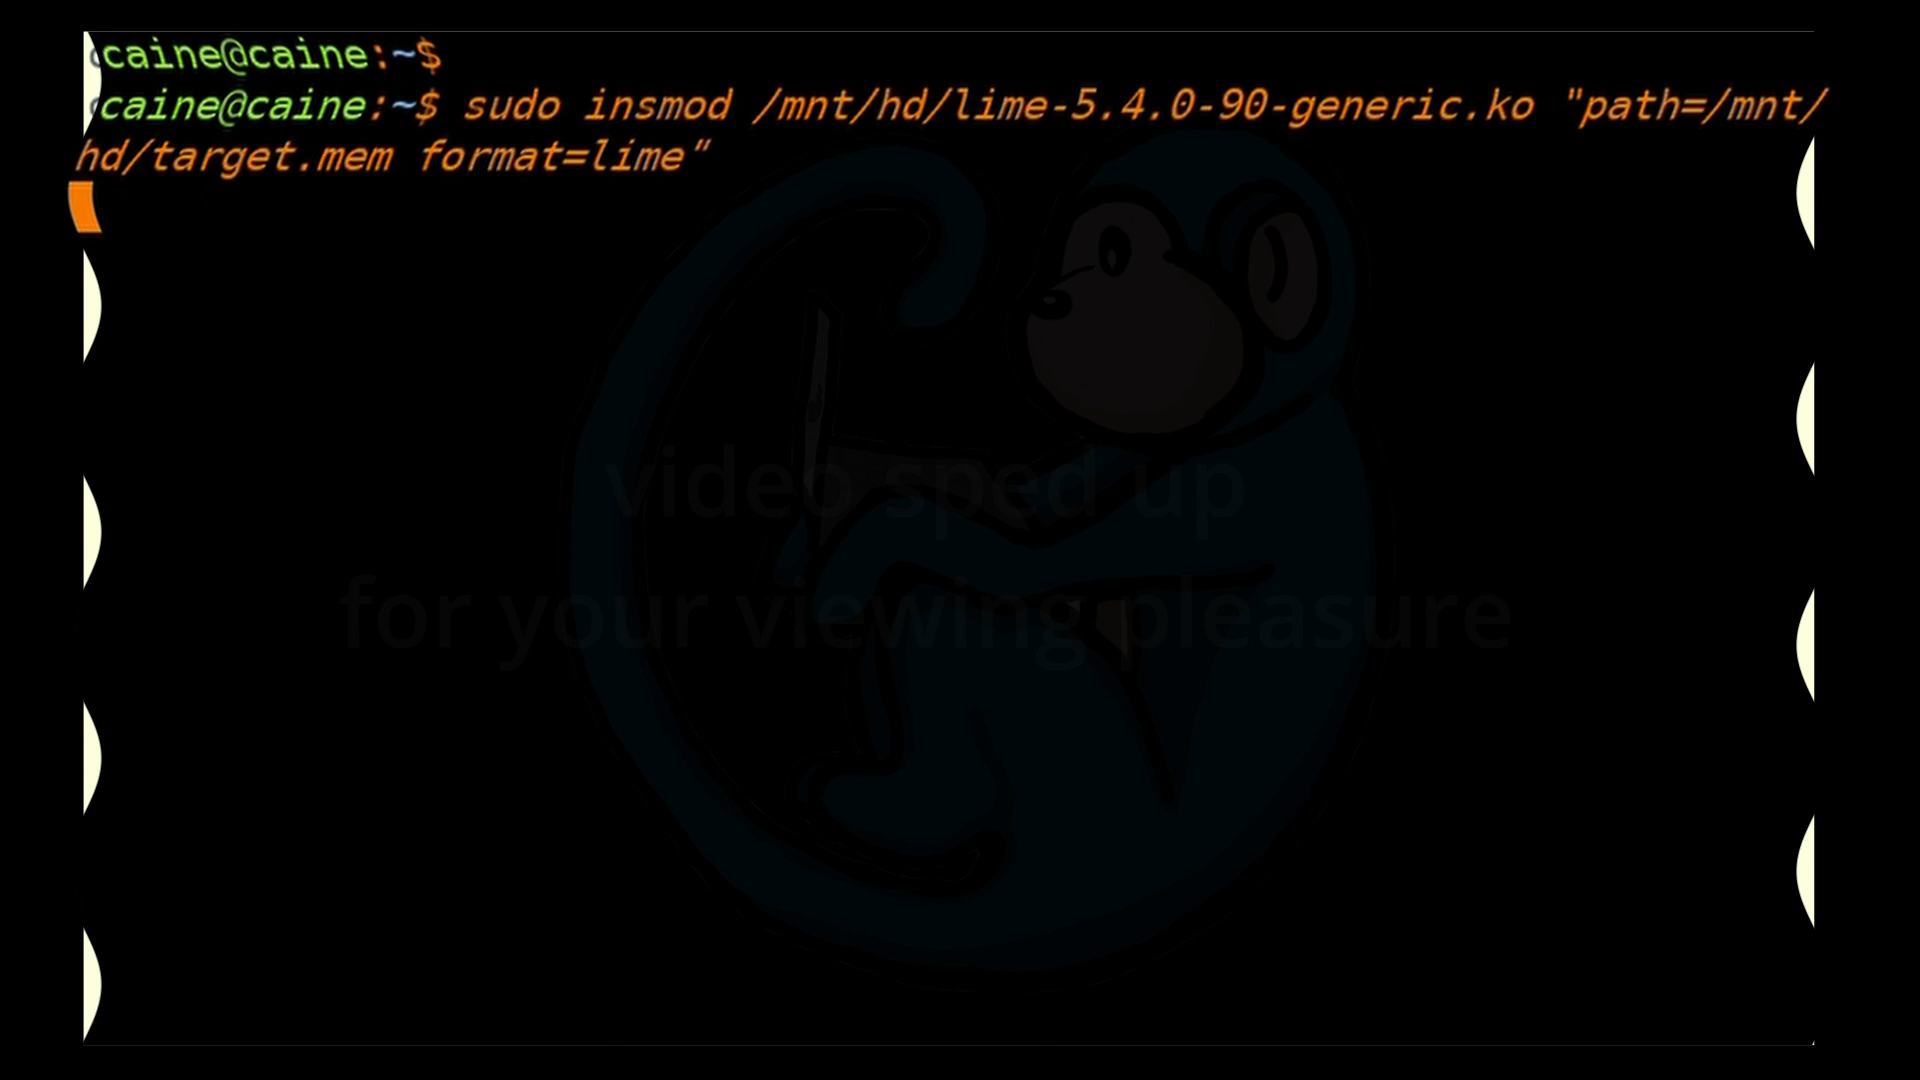 caine@caine:~$
caine@caine:~$ sudo insmod /mnt/hd/lime-5.4.0-90-generic.ko "path=/mnt/
hd/target.mem format=lime"
video sped up
for your viewing pleasure